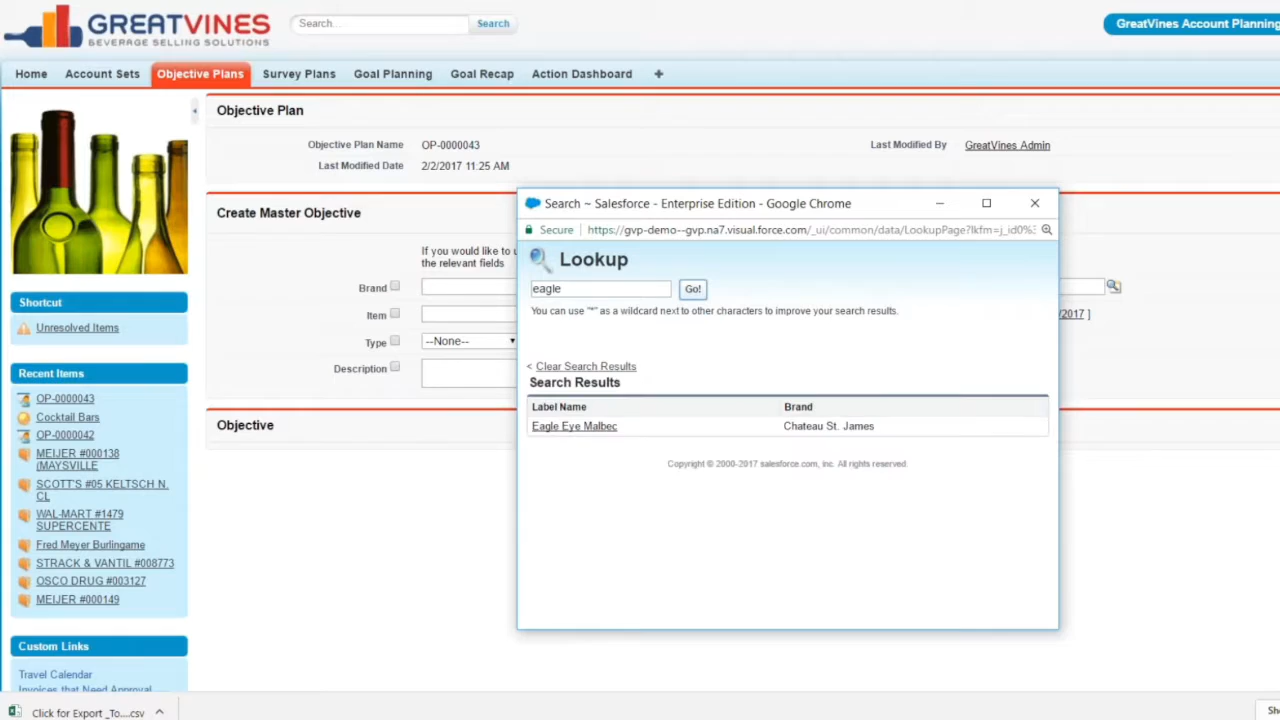 GREATVINES
BEVERAGE SELLING SOLUTIONS
Search...
Search
GreatVines Account Planning
Home
Account Sets
Objective Plans
Survey Plans
Goal Planning
Goal Recap
Action Dashboard
+
Objective Plan
Objective Plan Name OP-0000043
Last Modified By GreatVines Admin
Last Modified Date 2/2/2017 11:25 AM
Create Master Objective
If you would like to
the relevant fields
Brand
Item
/2017 ]
Type
--None--
Description
Objective
Search ~ Salesforce - Enterprise Edition - Google Chrome
Secure
https://gvp-demo--gvp.na7.visual.force.com/_ui/common/data/LookupPage?lkfm=j_id0%3
Lookup
eagle
Go!
You can use "*" as a wildcard next to other characters to improve your search results.
< Clear Search Results
Search Results
Label Name Brand
Eagle Eye Malbec Chateau St. James
Copyright © 2000-2017 salesforce.com, inc. All rights reserved.
Shortcut
Unresolved Items
Recent Items
OP-0000043
Cocktail Bars
OP-0000042
MEIJER #000138
(MAYSVILLE
SCOTT'S #05 KELTSCH N.
CL
WAL-MART #1479
SUPERCENTE
Fred Meyer Burlingame
STRACK & VANTIL #008773
OSCO DRUG #003127
MEIJER #000149
Custom Links
Travel Calendar
Invoices that Need Approval
Click for Export _To....csv